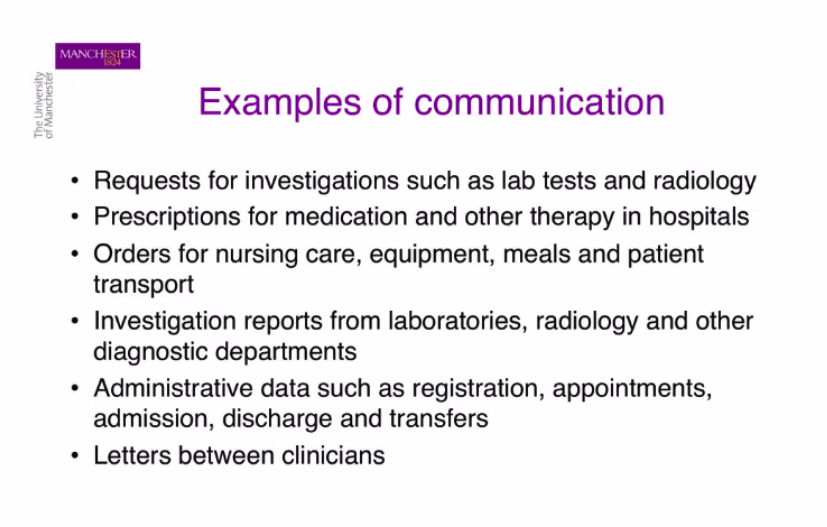 MANCHESTER
1824
The University
of Manchester
Examples of communication
• Requests for investigations such as lab tests and radiology
• Prescriptions for medication and other therapy in hospitals
• Orders for nursing care, equipment, meals and patient
transport
• Investigation reports from laboratories, radiology and other
diagnostic departments
• Administrative data such as registration, appointments,
admission, discharge and transfers
• Letters between clinicians